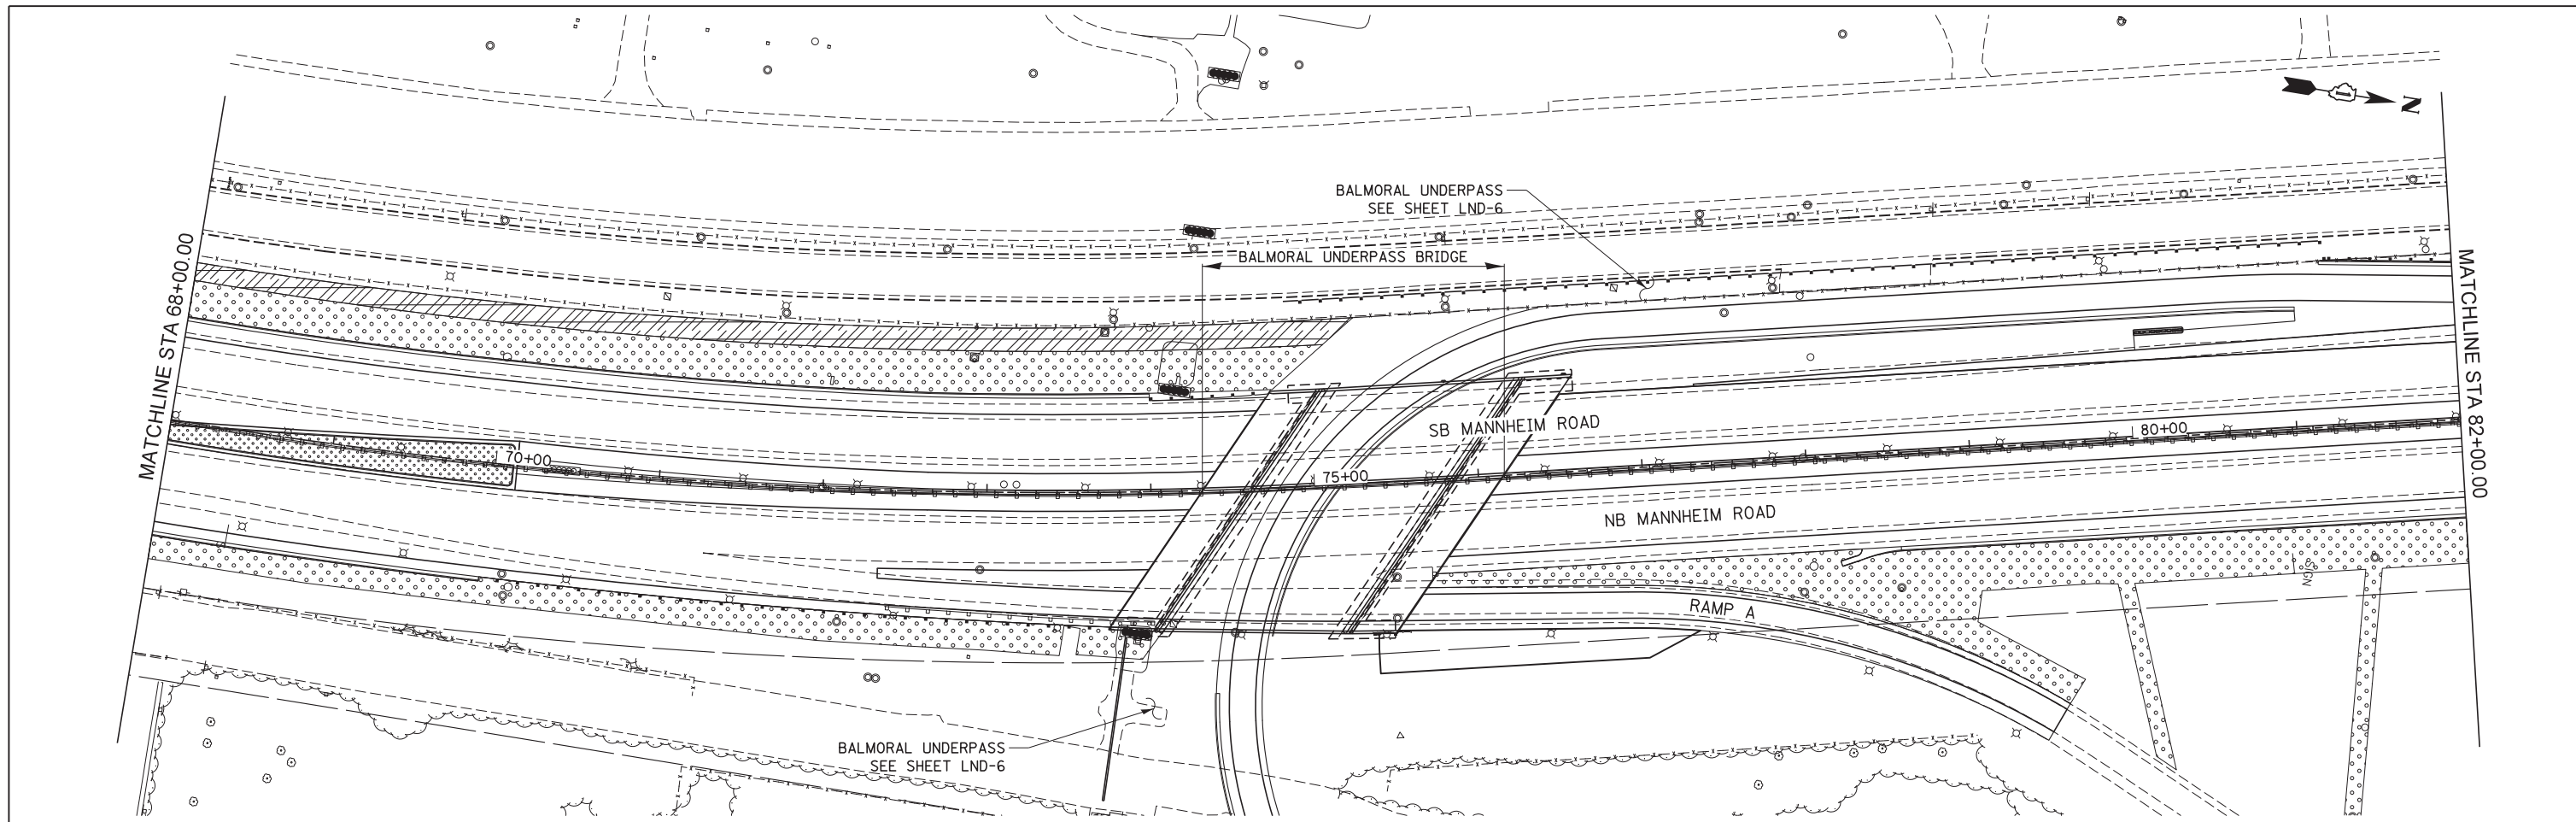 N
BALMORAL UNDERPASS
SEE SHEET LND-6
BALMORAL UNDERPASS BRIDGE
MATCHLINE STA 68+00.00
MATCHLINE STA 82+00.00
SB MANNHEIM ROAD
80+00
70+00
75+00
NB MANNHEIM ROAD
SIGN
RAMP A
BALMORAL UNDERPASS
SEE SHEET LND-6